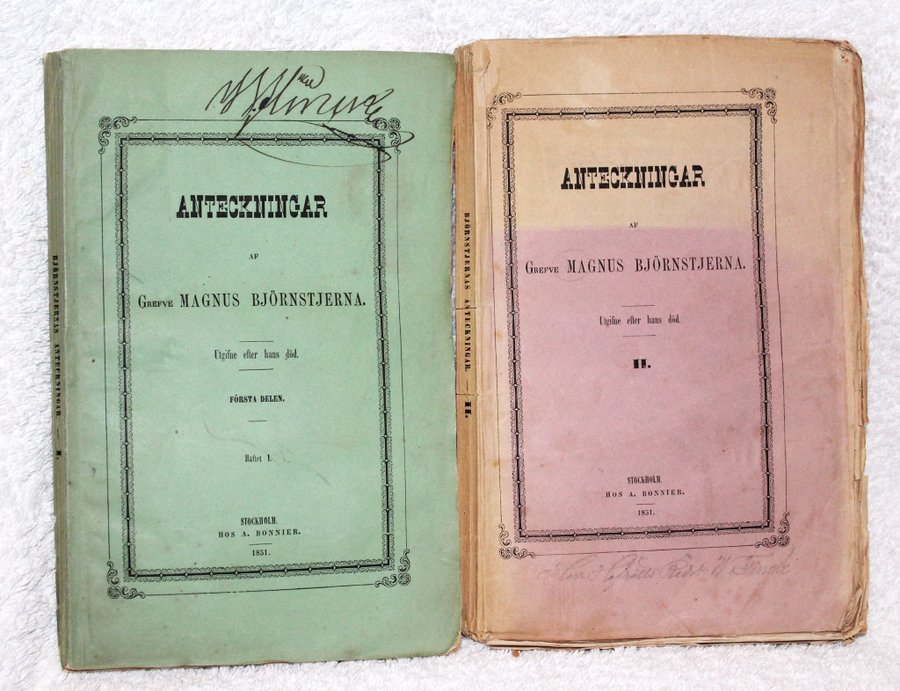 ANTECKNINGAR
AF
GREFVE MAGNUS BJÖRNSTJERNA.
Utgifne efter hans död.
FÖRSTA DELEN.
Häftet 1.
STOCKHOLM.
HOS A. BONNIER.
1851.
BJÖRNSTJERNAS ANTECKNINGAR —
ANTECKNINGAR
AF
GREFVE MAGNUS BJÖRNSTJERNA.
Utgifne efter hans död.
II.
STOCKHOLM.
HOS A. BONNIER.
1851.
BJÖRNSTJERNAS ANTECKNINGAR. — II.